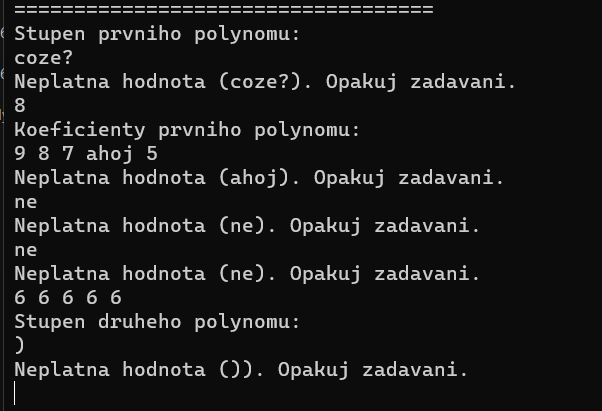 ===================================
Stupen prvniho polynomu:
coze?
Neplatna hodnota (coze?). Opakuj zadavani.
8
Koeficienty prvniho polynomu:
9 8 7 ahoj 5
Neplatna hodnota (ahoj). Opakuj zadavani.
ne
Neplatna hodnota (ne). Opakuj zadavani.
ne
Neplatna hodnota (ne). Opakuj zadavani.
6 6 6 6 6
Stupen druheho polynomu:
)
Neplatna hodnota ()). Opakuj zadavani.